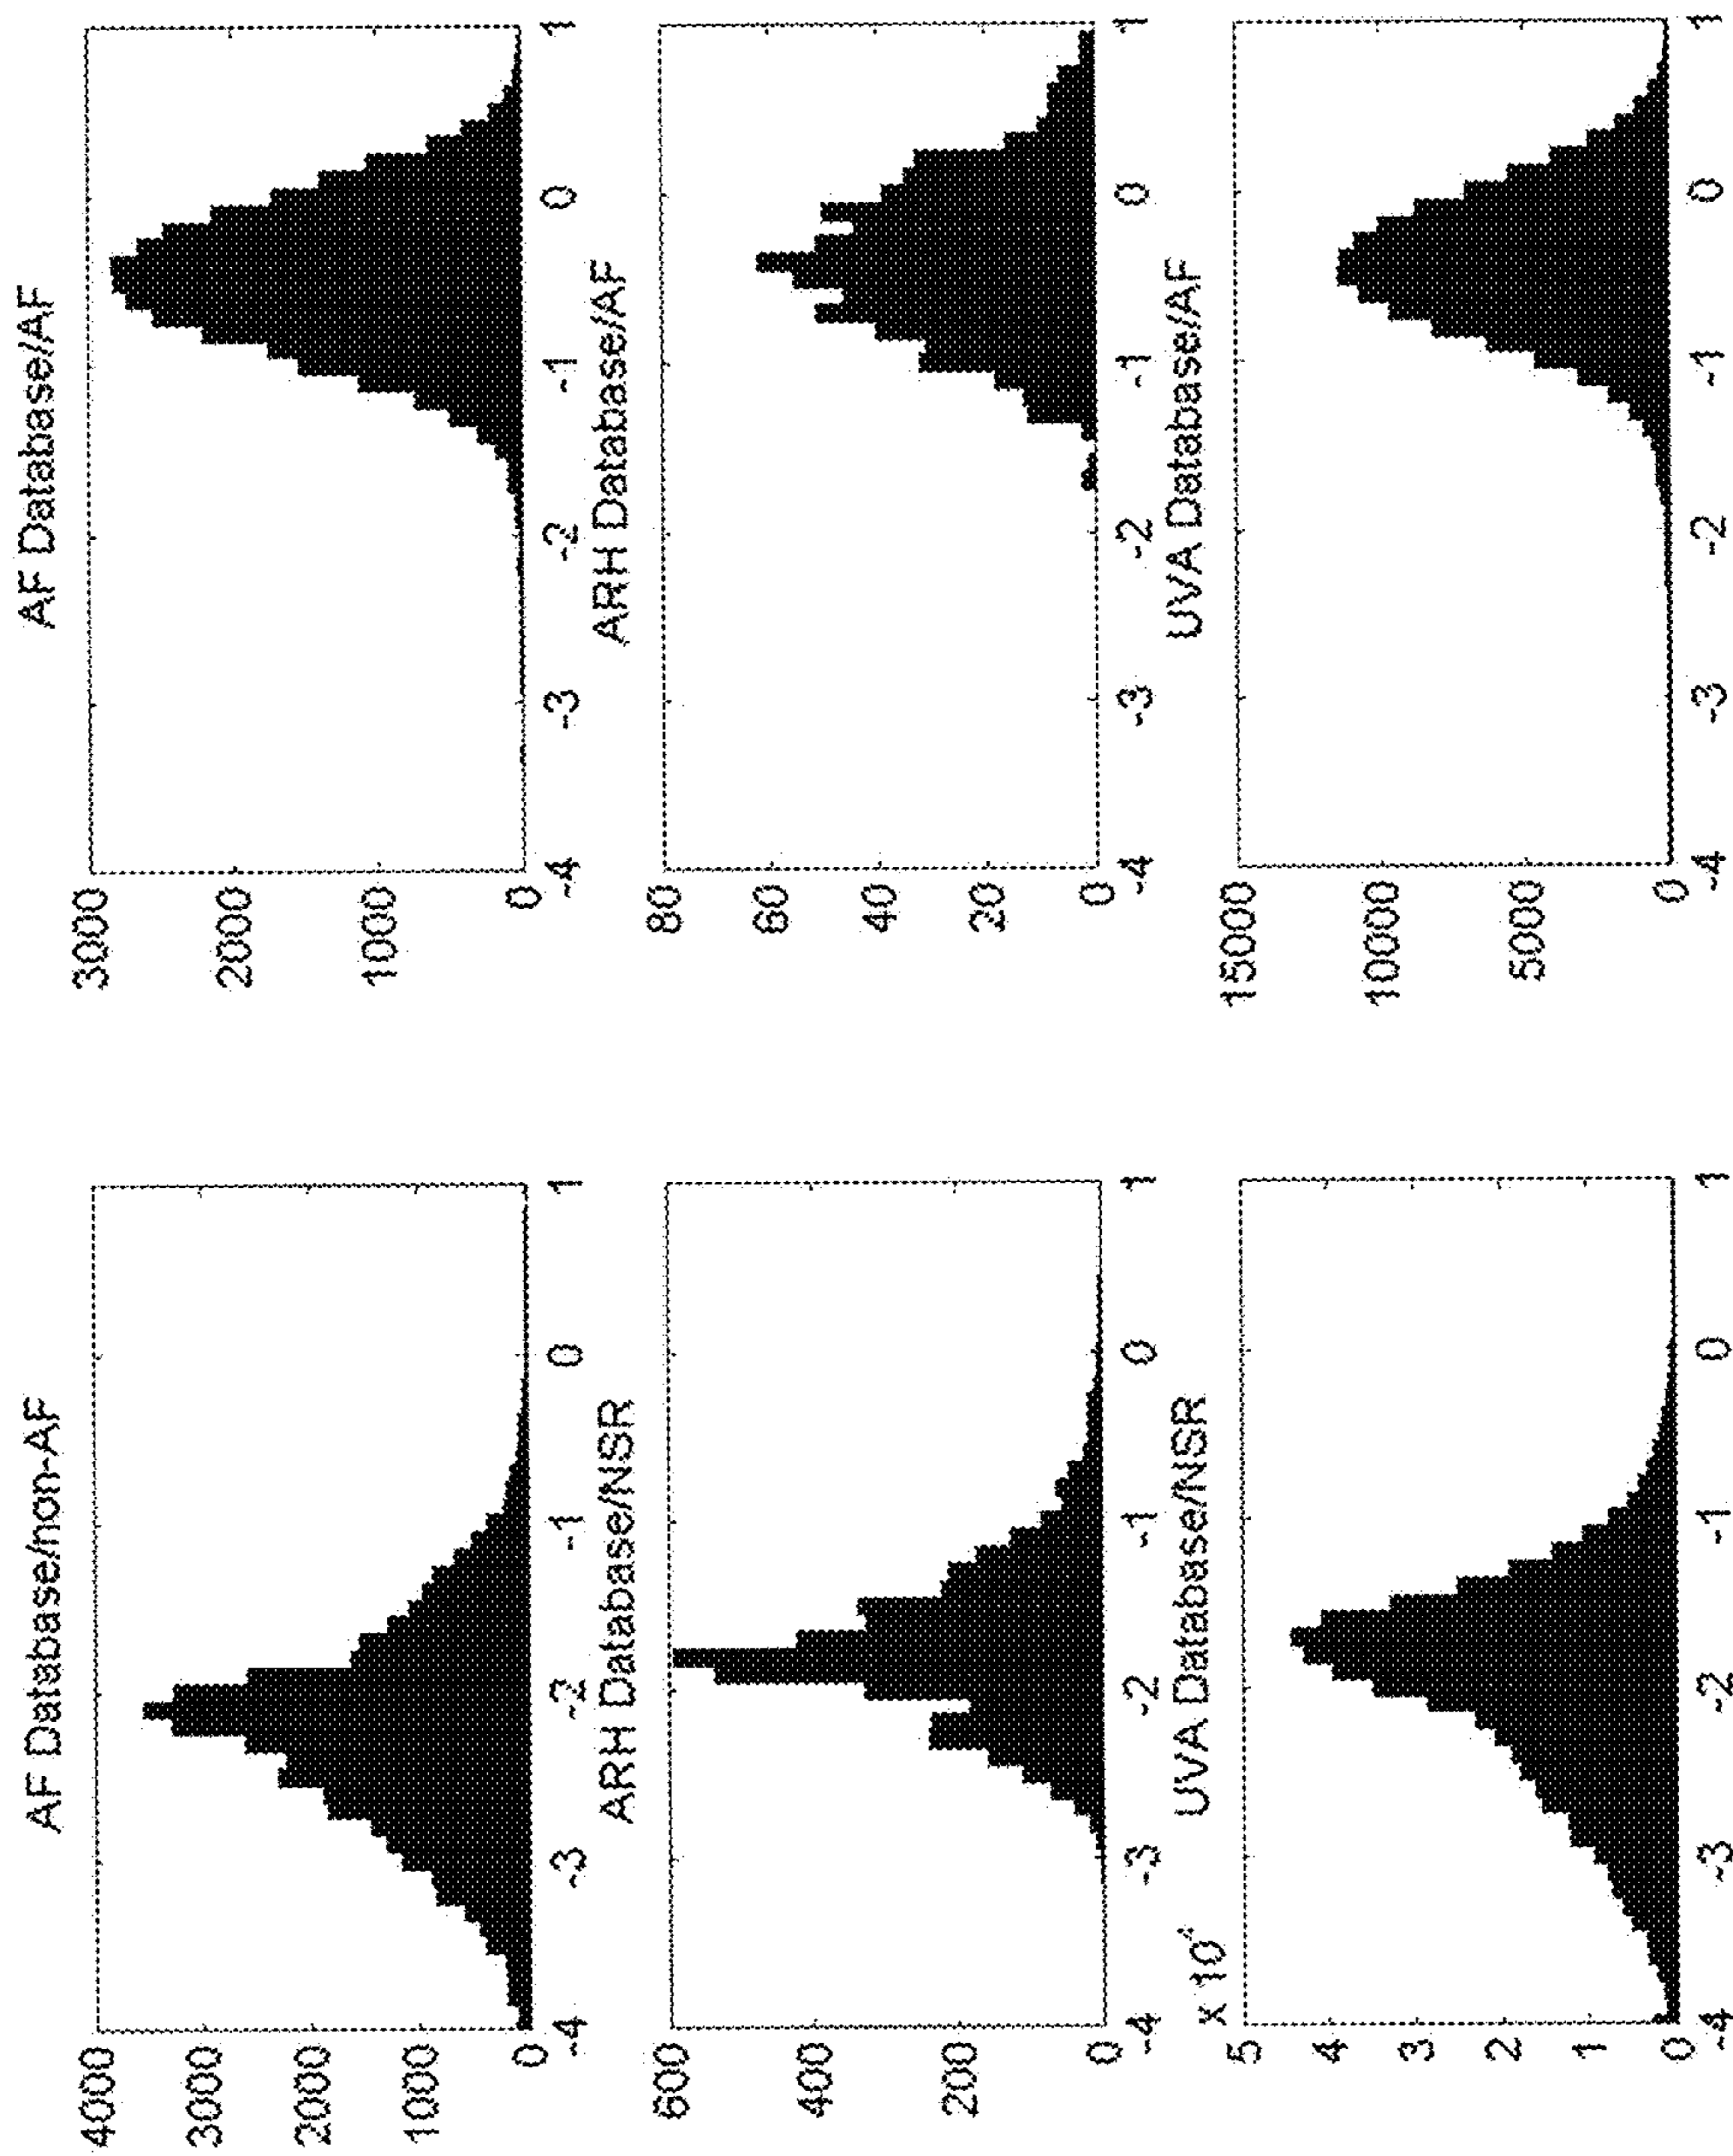 AF Database/non-AF
4000
3000
2000
1000
0
-4 -3 -2 -1 0 1
AF Database/AF
3000
2000
1000
0
-4 -3 -2 -1 0 1
ARH Database/NSR
600
400
200
0
-4 -3 -2 -1 0 1
ARH Database/AF
80
60
40
20
0
-4 -3 -2 -1 0 1
x 10⁴ UVA Database/NSR
5
4
3
2
1
0
-4 -3 -2 -1 0 1
UVA Database/AF
15000
10000
5000
0
-4 -3 -2 -1 0 1